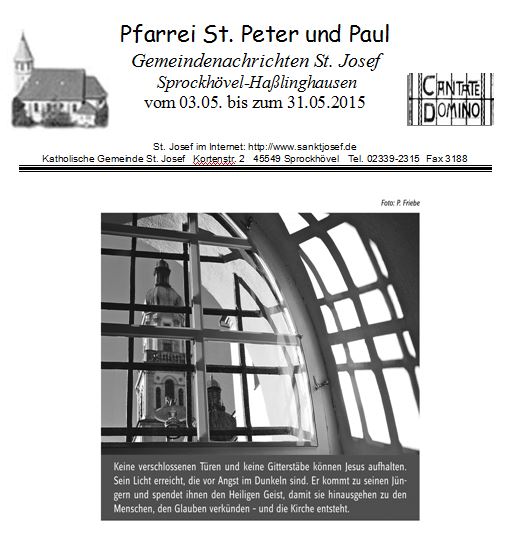 Pfarrei St. Peter und Paul
Gemeindenachrichten St. Josef
Sprockhövel-Haßlinghausen
vom 03.05. bis zum 31.05.2015
CANTATE
DOMINO
St. Josef im Internet: http://www.sanktjosef.de
Katholische Gemeinde St. Josef Kortenstr. 2 45549 Sprockhövel Tel. 02339-2315 Fax 3188
Foto: P. Friebe
Keine verschlossenen Türen und keine Gitterstäbe können Jesus aufhalten.
Sein Licht erreicht, die vor Angst im Dunkeln sind. Er kommt zu seinen Jün-
gern und spendet ihnen den Heiligen Geist, damit sie hinausgehen zu den
Menschen, den Glauben verkünden - und die Kirche entsteht.